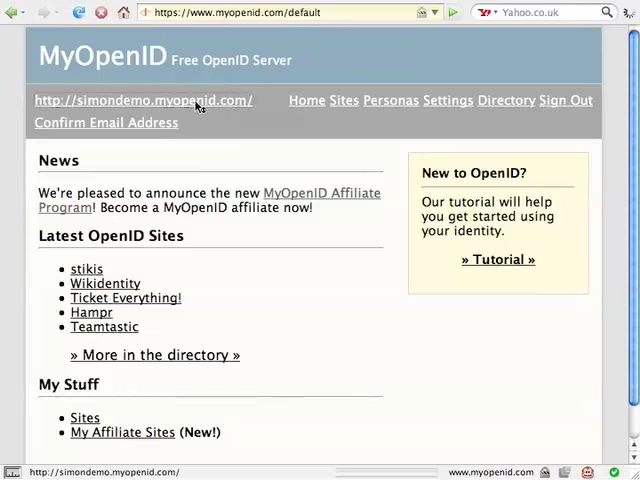 https://www.myopenid.com/default
Yahoo.co.uk
MyOpenID Free OpenID Server
http://simondemo.myopenid.com/ Home Sites Personas Settings Directory Sign Out
Confirm Email Address
News
We're pleased to announce the new MyOpenID Affiliate
Program! Become a MyOpenID affiliate now!
Latest OpenID Sites
stikis
Wikidentity
Ticket Everything!
Hampr
Teamtastic
» More in the directory »
My Stuff
Sites
My Affiliate Sites (New!)
New to OpenID?
Our tutorial will help
you get started using
your identity.
» Tutorial »
http://simondemo.myopenid.com/ www.myopenid.com